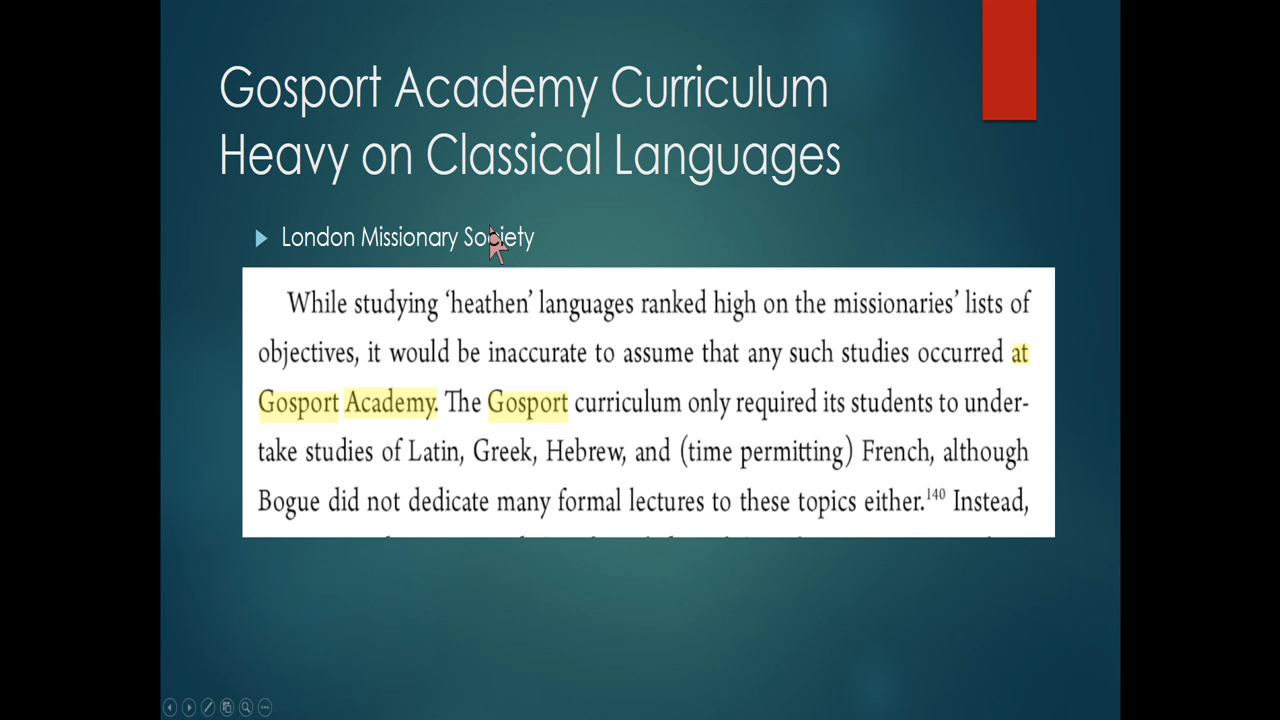 Gosport Academy Curriculum
Heavy on Classical Languages
London Missionary Society
While studying ‘heathen’ languages ranked high on the missionaries’ lists of
objectives, it would be inaccurate to assume that any such studies occurred at
Gosport Academy. The Gosport curriculum only required its students to under-
take studies of Latin, Greek, Hebrew, and (time permitting) French, although
Bogue did not dedicate many formal lectures to these topics either.140 Instead,